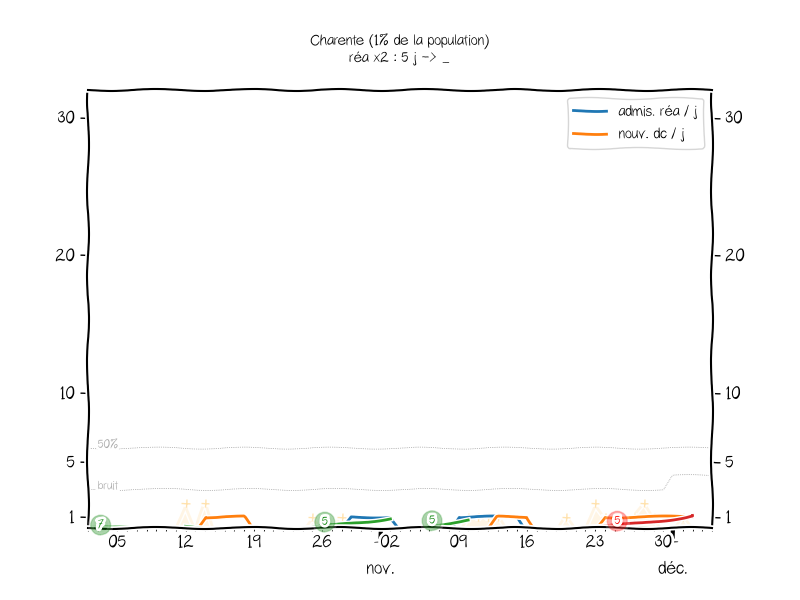 Charente (1% de la population)
réa x2 : 5 j -> _
admis. réa / j
nouv. dc / j
30 30
20 20
10 10
50%
5 5
bruit
1 1
7 5 5 5
05 12 19 26 02 09 16 23 30
nov. déc.